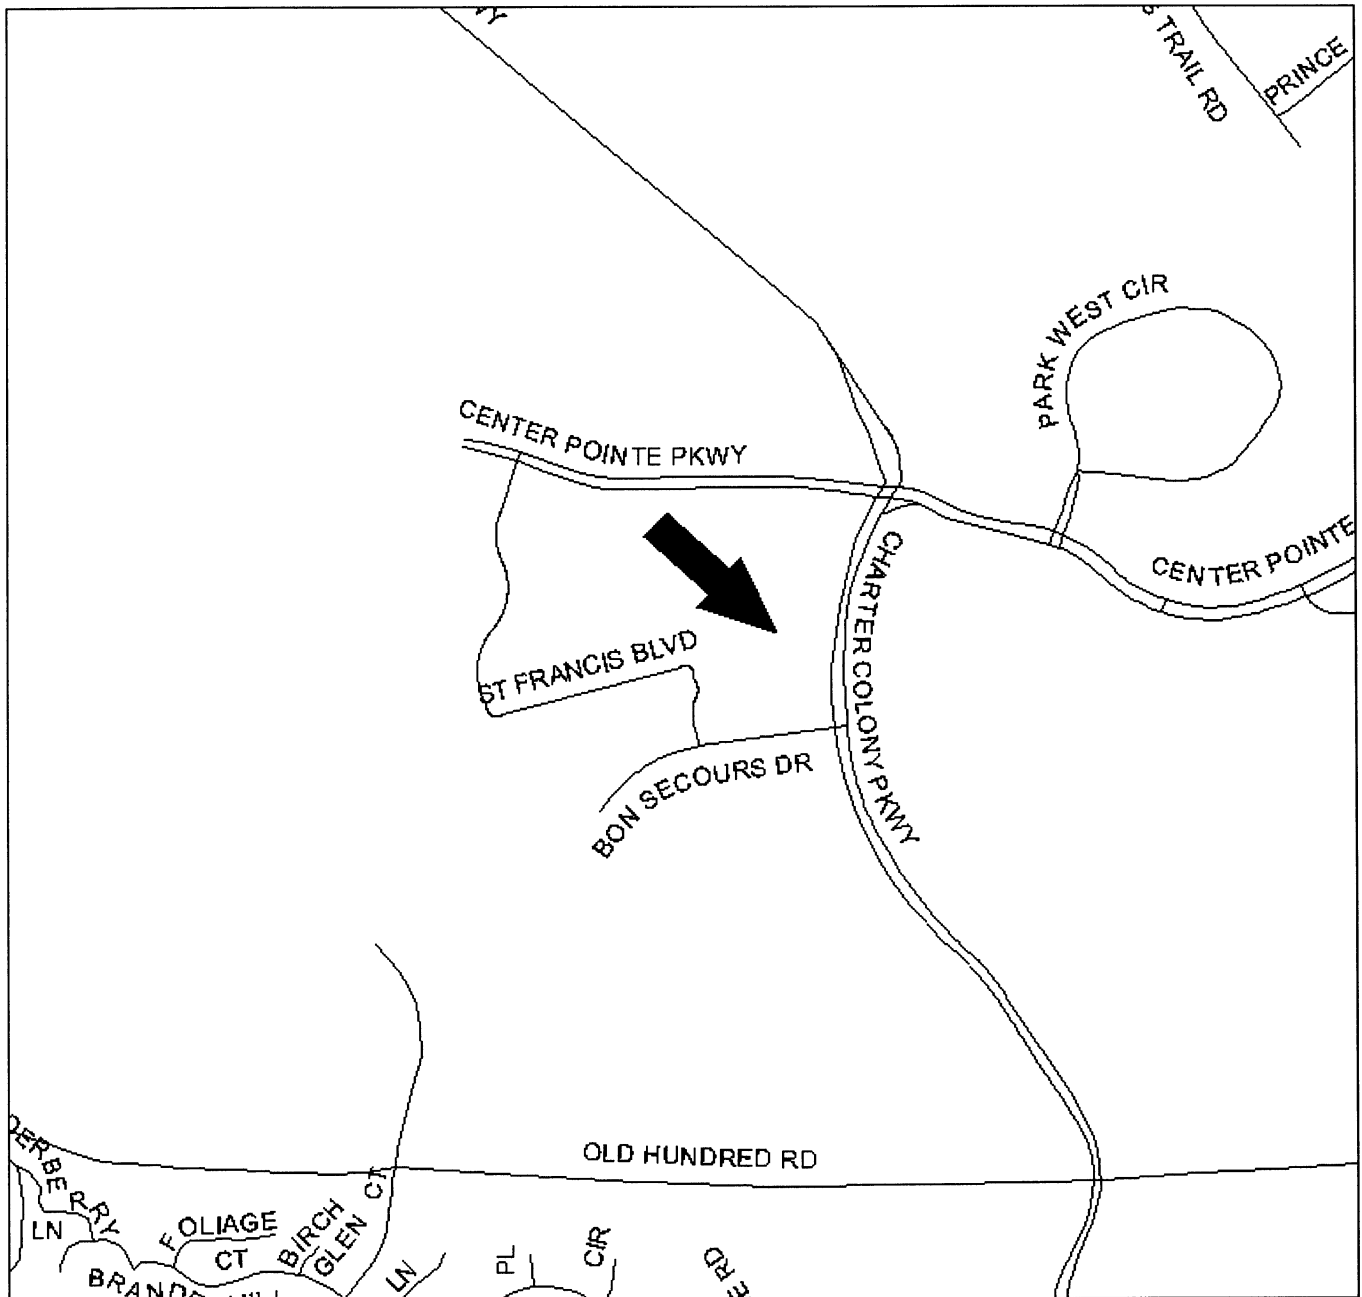 TRAIL RD
PRINCE
PARK WEST CIR
CENTER POINTE PKWY
CENTER POINTE
CHARTER COLONY PKWY
ST FRANCIS BLVD
BON SECOURS DR
OLD HUNDRED RD
DERBERRY
LN
FOLIAGE
CT
BIRCH
GLEN
CT
LN
PL
CIR
E RD